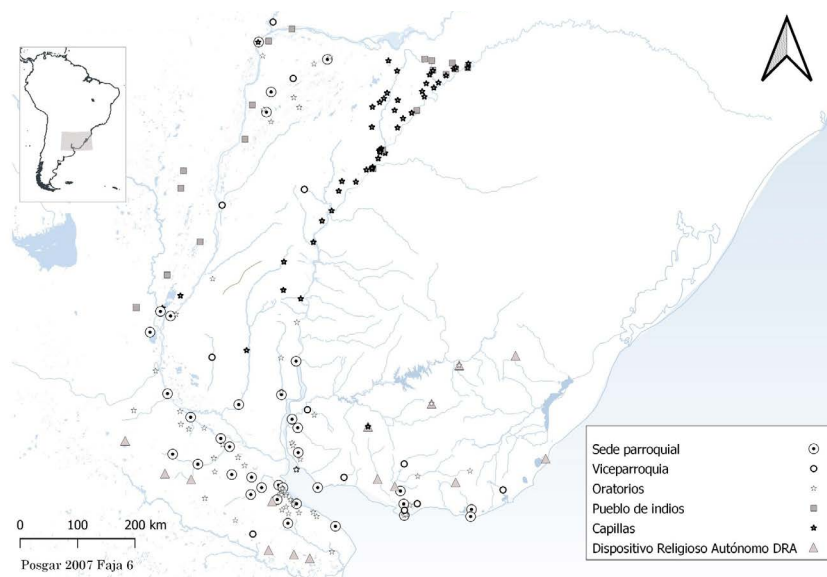 Sede parroquial
Viceparroquia
Oratorios
Pueblo de indios
Capillas
Dispositivo Religioso Autónomo DRA
0 100 200 km
Posgar 2007 Faja 6